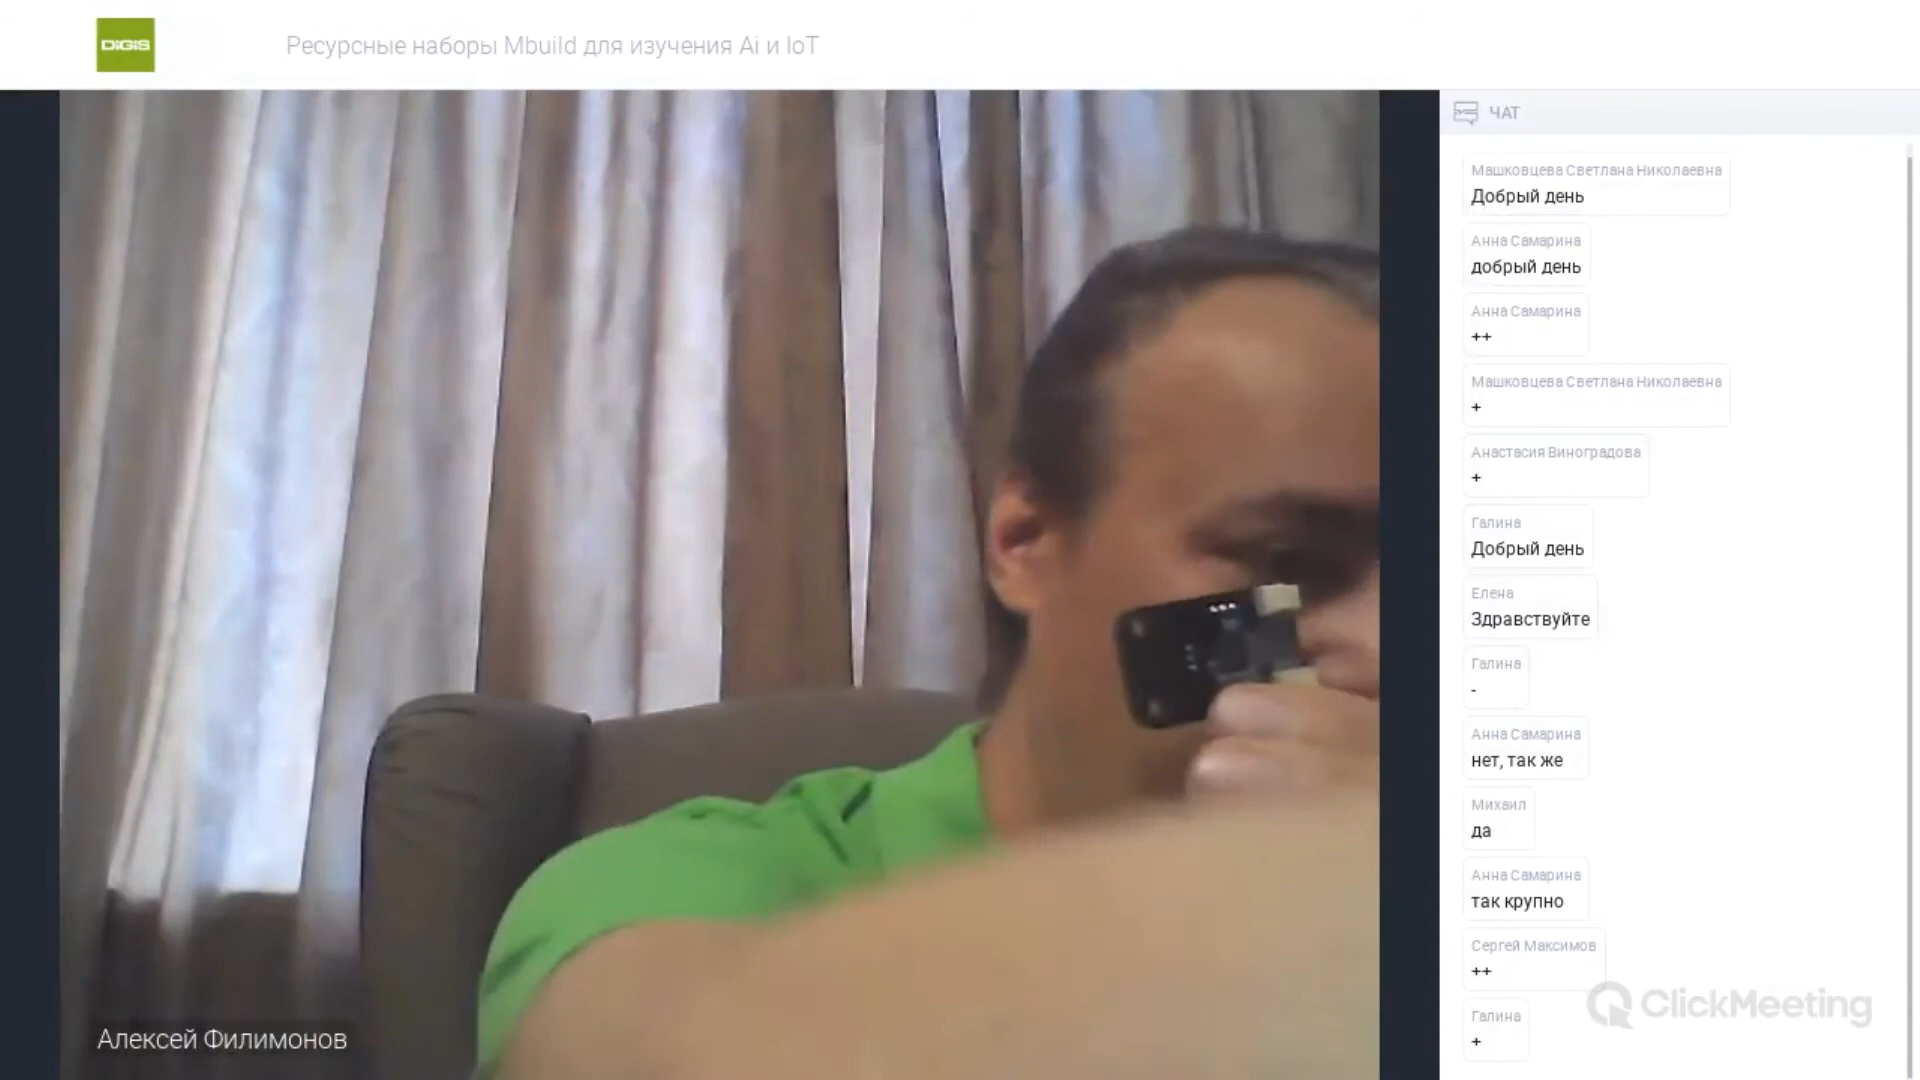 DIGIS
Ресурсные наборы Mbuild для изучения Ai и IoT
ЧАТ
Машковцева Светлана Николаевна
Добрый день
Анна Самарина
добрый день
Анна Самарина
++
Машковцева Светлана Николаевна
+
Анастасия Виноградова
+
Галина
Добрый день
Елена
Здравствуйте
Галина
-
Анна Самарина
нет, так же
Михаил
да
Анна Самарина
так крупно
Сергей Максимов
++
Галина
+
ClickMeeting
Алексей Филимонов